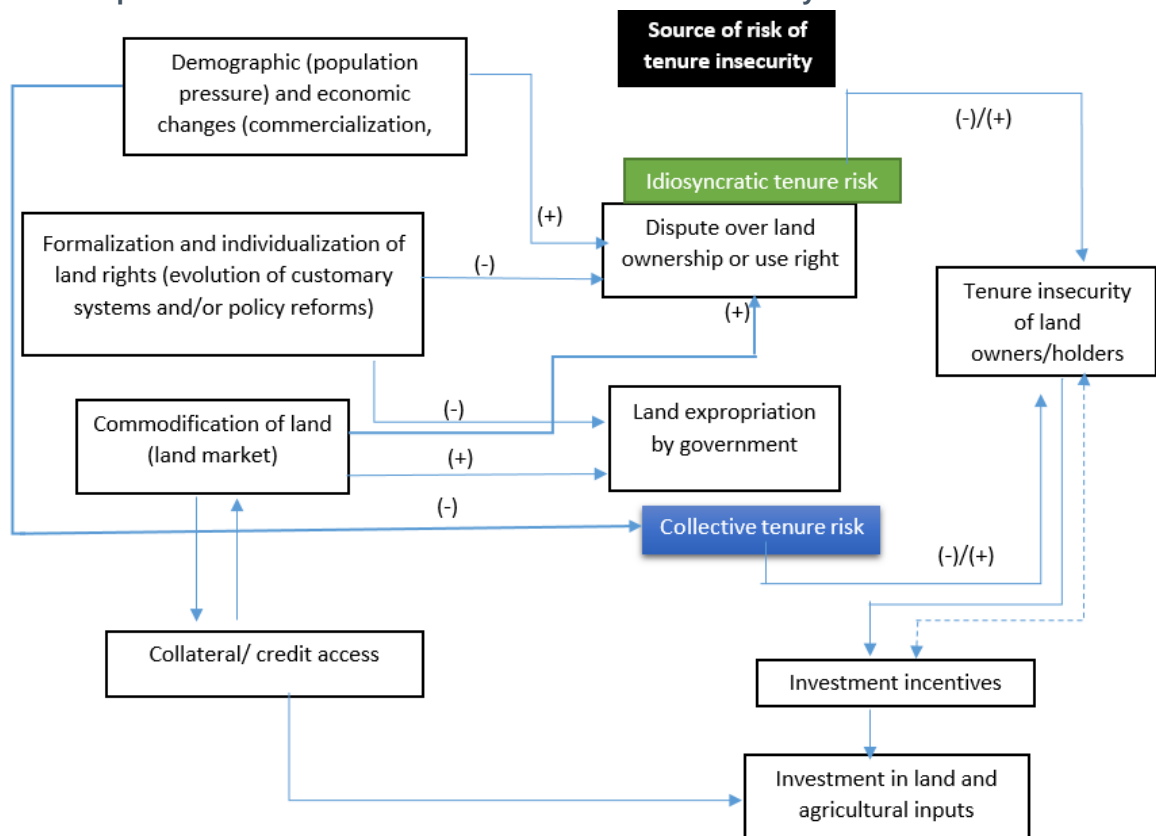 Source of risk of
tenure insecurity
Demographic (population
pressure) and economic
changes (commercialization,
(-)/(+)
Idiosyncratic tenure risk
(+)
Dispute over land
ownership or use right
Formalization and individualization of
land rights (evolution of customary
systems and/or policy reforms)
(-)
Tenure insecurity
of land
owners/holders
(+)
Commodification of land
(land market)
(-)
Land expropriation
by government
(+)
(-)
Collective tenure risk
(-)/(+)
Collateral/ credit access
Investment incentives
Investment in land and
agricultural inputs